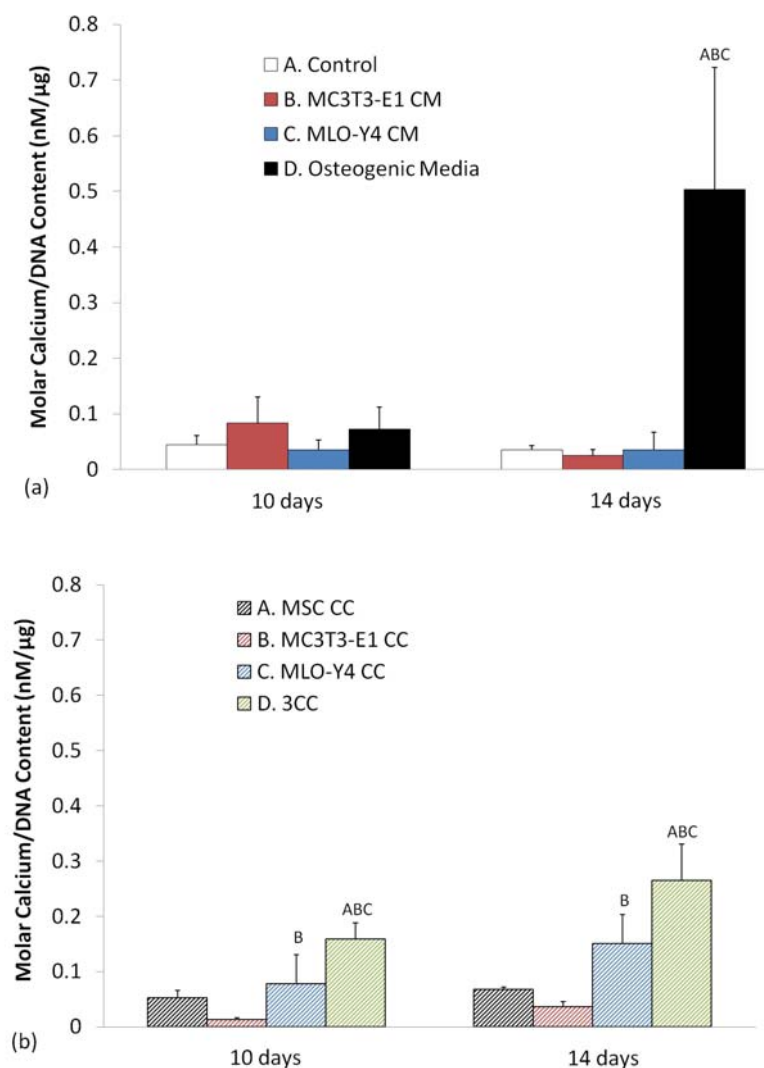 0.8
0.7
0.6
0.5
0.4
0.3
0.2
0.1
0
Molar Calcium/DNA Content (nM/µg)
A. Control
B. MC3T3-E1 CM
C. MLO-Y4 CM
D. Osteogenic Media
ABC
(a)
10 days 14 days
0.8
0.7
0.6
0.5
0.4
0.3
0.2
0.1
0
Molar Calcium/DNA Content (nM/µg)
A. MSC CC
B. MC3T3-E1 CC
C. MLO-Y4 CC
D. 3CC
B ABC B ABC
(b)
10 days 14 days